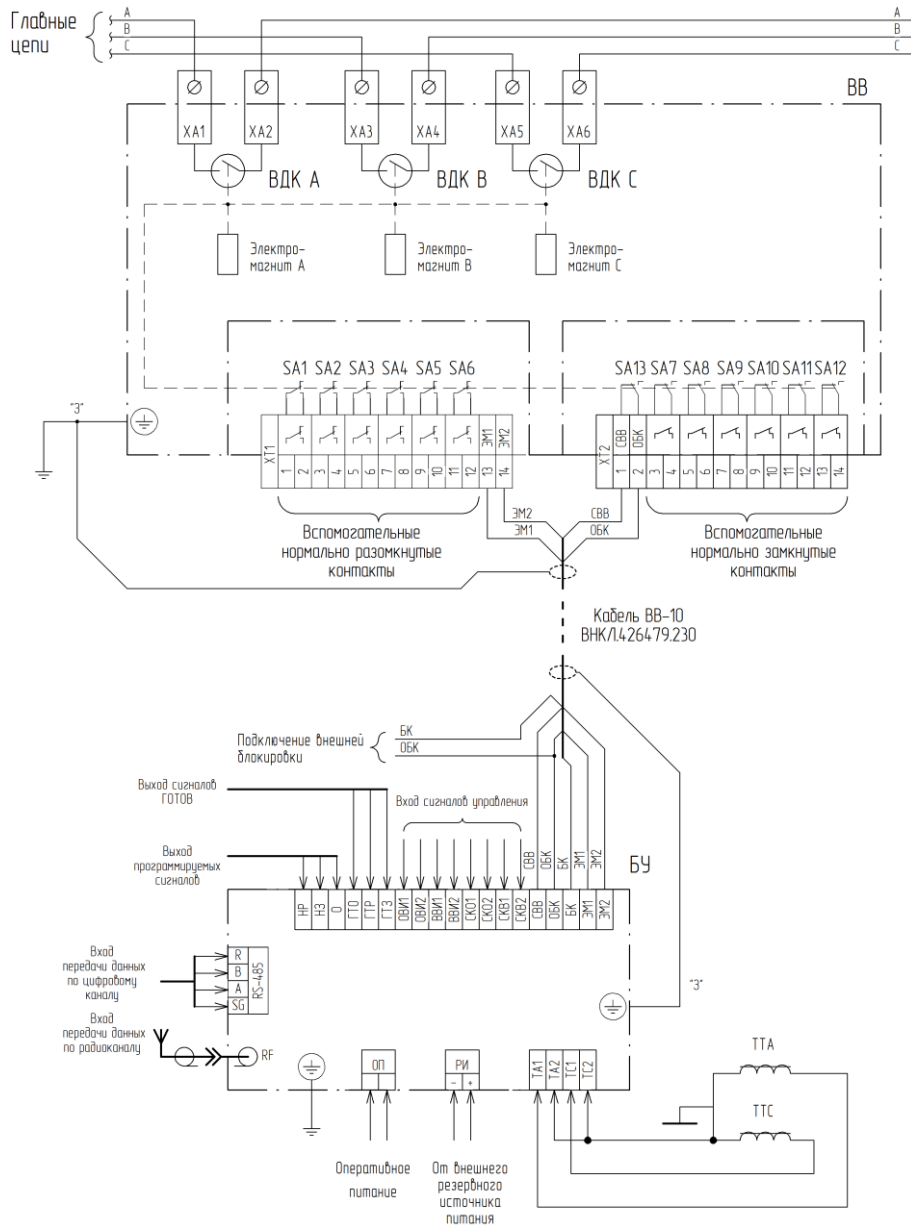 Главные
цепи
A
B
C
A
B
C
ВВ
XA1
XA2
XA3
XA4
XA5
XA6
ВДК A
ВДК B
ВДК C
Электро-
магнит A
Электро-
магнит B
Электро-
магнит C
SA1
SA2
SA3
SA4
SA5
SA6
SA13
SA7
SA8
SA9
SA10
SA11
SA12
"З"
XT1
1
2
3
4
5
6
7
8
9
10
11
12
13
14
ЭМ1
ЭМ2
XT2
СВВ
ОБК
1
2
3
4
5
6
7
8
9
10
11
12
13
14
ЭМ2
ЭМ1
СВВ
ОБК
Вспомогательные
нормально разомкнутые
контакты
Вспомогательные
нормально замкнутые
контакты
Кабель ВВ-10
ВНКЛ.426479.230
Подключение внешней
блокировки
БК
ОБК
Выход сигналов
ГОТОВ
Вход сигналов управления
Выход
программируемых
сигналов
СВВ
ОБК
БК
ЭМ1
ЭМ2
БУ
НР
НЗ
О
ГТО
ГТР
ГТЗ
ОВИ1
ОВИ2
ВВИ1
ВВИ2
СКО1
СКО2
СКВ1
СКВ2
СВВ
ОБК
БК
ЭМ1
ЭМ2
Вход
передачи данных
по цифровому
каналу
R
B
A
SG
RS-485
"З"
Вход
передачи данных
по радиоканалу
RF
ОП
РИ
- +
ТА1
ТА2
ТС1
ТС2
ТТА
ТТС
Оперативное
питание
От внешнего
резервного
источника
питания